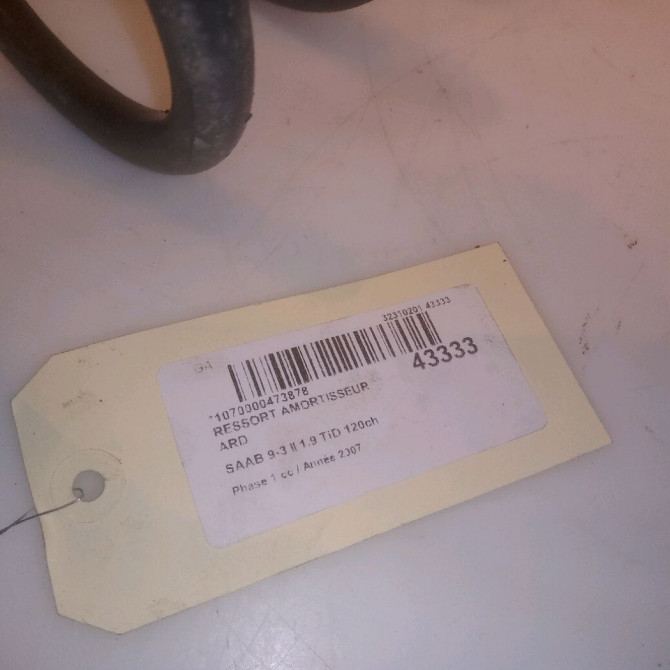 GA
32310201 43333
43333
*1070000473878
RESSORT AMORTISSEUR
ARD
SAAB 9-3 II 1.9 TiD 120ch
Phase 1 cc / Année 2007